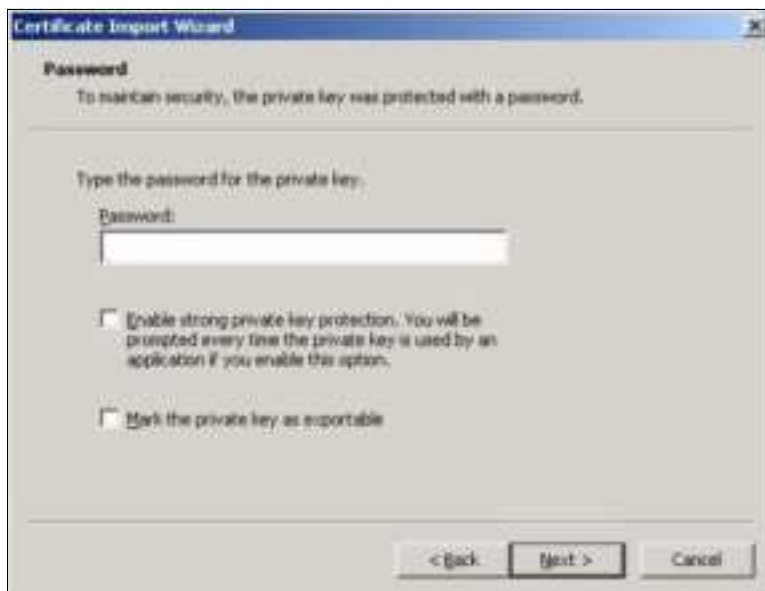 Certificate Import Wizard
Password
To maintain security, the private key was protected with a password.
Type the password for the private key.
Password:
Enable strong private key protection. You will be
prompted every time the private key is used by an
application if you enable this option.
Mark the private key as exportable
< Back
Next >
Cancel